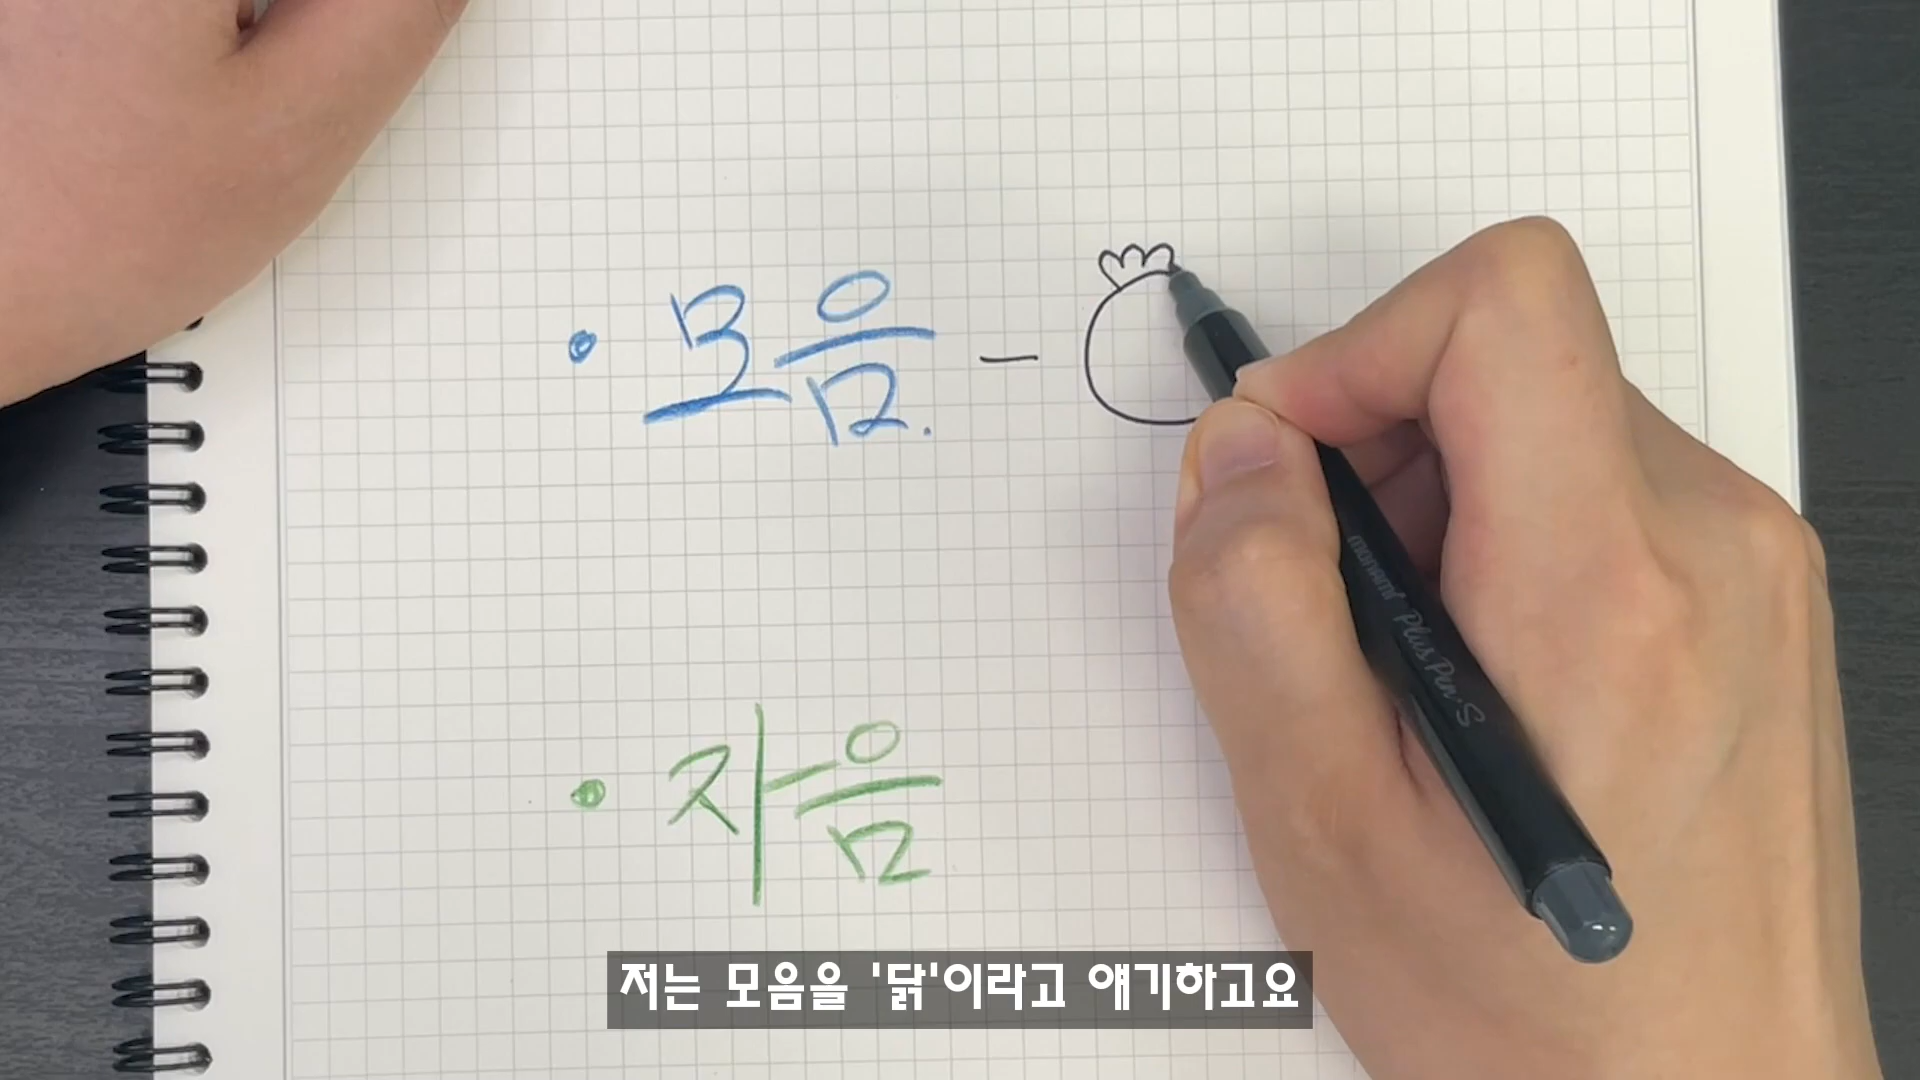 • 모음. –
monami Plus Pen S
• 자음
저는 모음을 '닭'이라고 얘기하고요